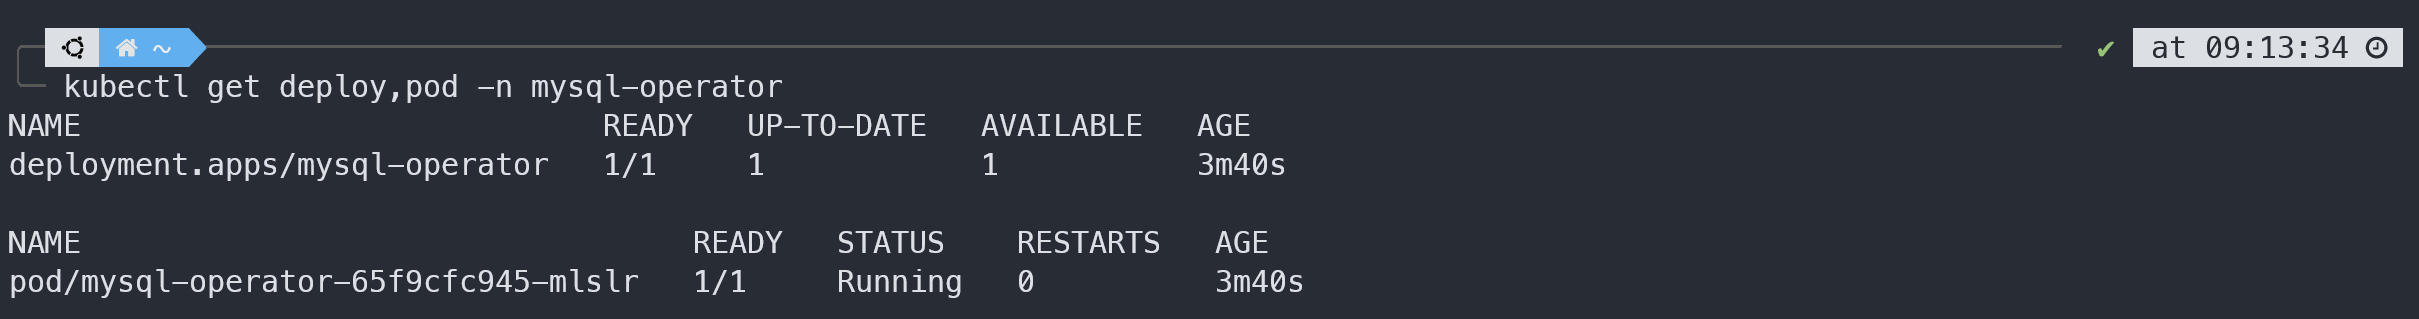 ~ ✔ at 09:13:34
kubectl get deploy,pod -n mysql-operator
NAME READY UP-TO-DATE AVAILABLE AGE
deployment.apps/mysql-operator 1/1 1 1 3m40s
NAME READY STATUS RESTARTS AGE
pod/mysql-operator-65f9cfc945-mlslr 1/1 Running 0 3m40s